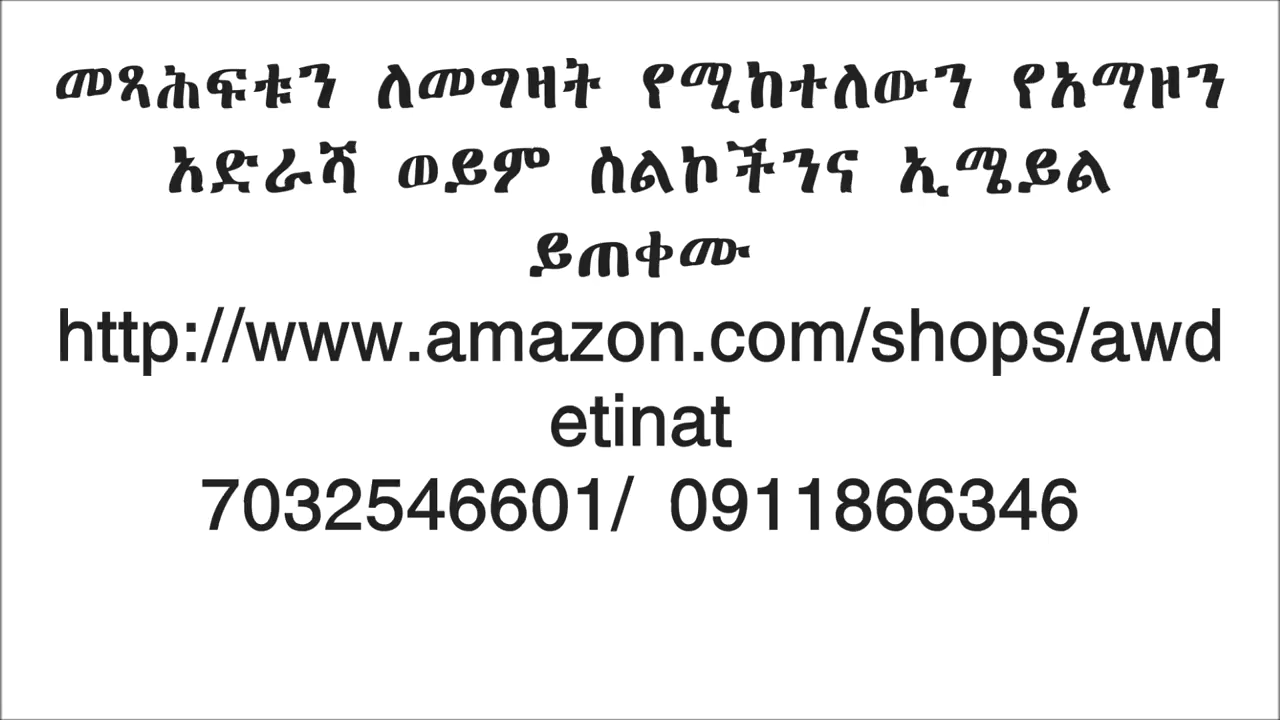 መጻሕፍቱን ለመግዛት የሚከተለውን የአማዞን
አድራሻ ወይም ስልኮችንና ኢሜይል
ይጠቀሙ
http://www.amazon.com/shops/awd
etinat
7032546601/ 0911866346